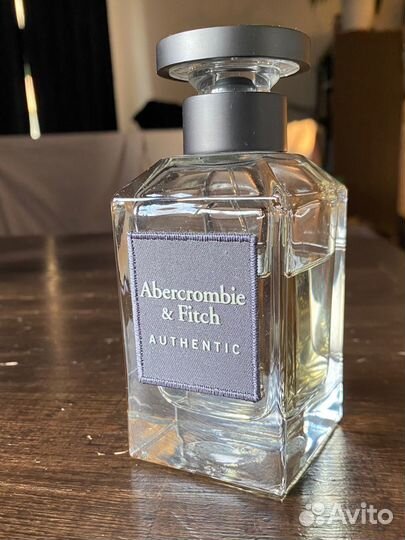 Abercrombie
& Fitch
AUTHENTIC
Avito